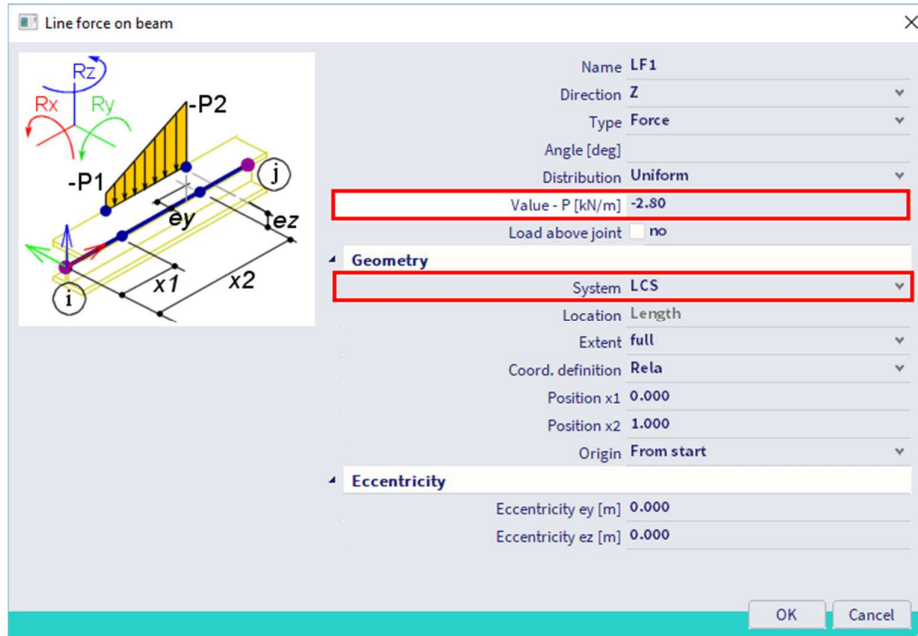 Line force on beam
Rz
Rx
Ry
-P2
-P1
j
ey
ez
x1
x2
i
Name LF1
Direction Z
Type Force
Angle [deg]
Distribution Uniform
Value - P [kN/m] -2.80
Load above joint no
Geometry
System LCS
Location Length
Extent full
Coord. definition Rela
Position x1 0.000
Position x2 1.000
Origin From start
Eccentricity
Eccentricity ey [m] 0.000
Eccentricity ez [m] 0.000
OK Cancel